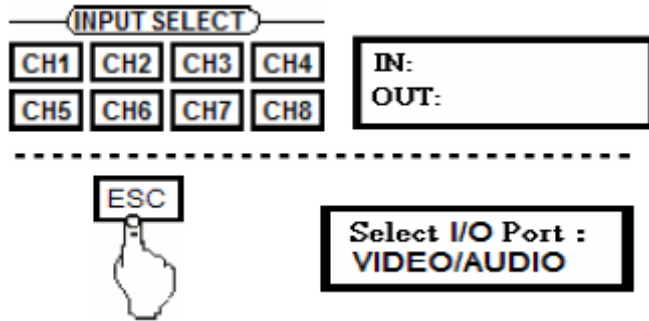 INPUT SELECT
CH1 CH2 CH3 CH4
CH5 CH6 CH7 CH8
IN:
OUT:
ESC
Select I/O Port :
VIDEO/AUDIO